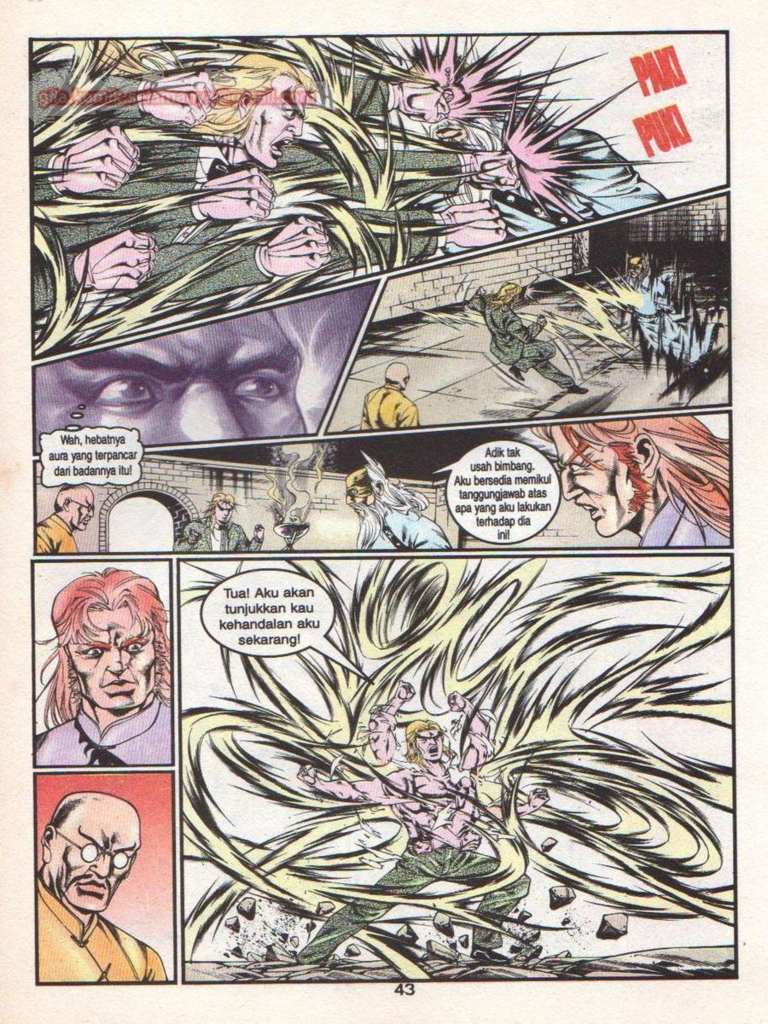 PAK!
PUK!
Wah, hebatnya
aura yang terpancar
dari badannya itu!
Adik tak
usah bimbang.
Aku bersedia memikul
tanggungjawab atas
apa yang aku lakukan
terhadap dia
ini!
Tua! Aku akan
tunjukkan kau
kehandalan aku
sekarang!
43